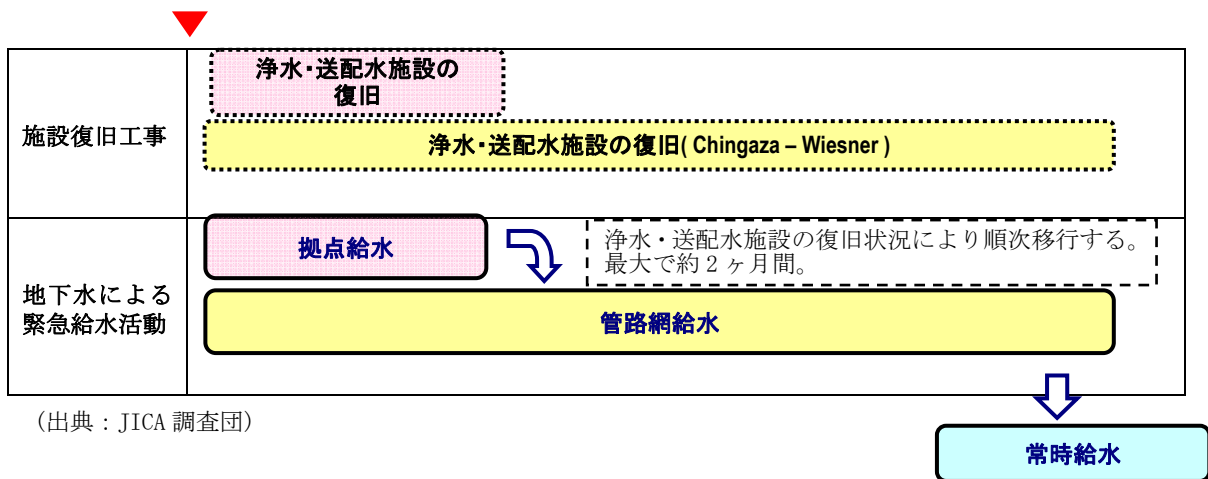 施設復旧工事
浄水・送配水施設の
復旧
浄水・送配水施設の復旧( Chingaza – Wiesner )
地下水による
緊急給水活動
拠点給水
浄水・送配水施設の復旧状況により順次移行する。
最大で約２ヶ月間。
管路網給水
（出典：JICA 調査団）
常時給水